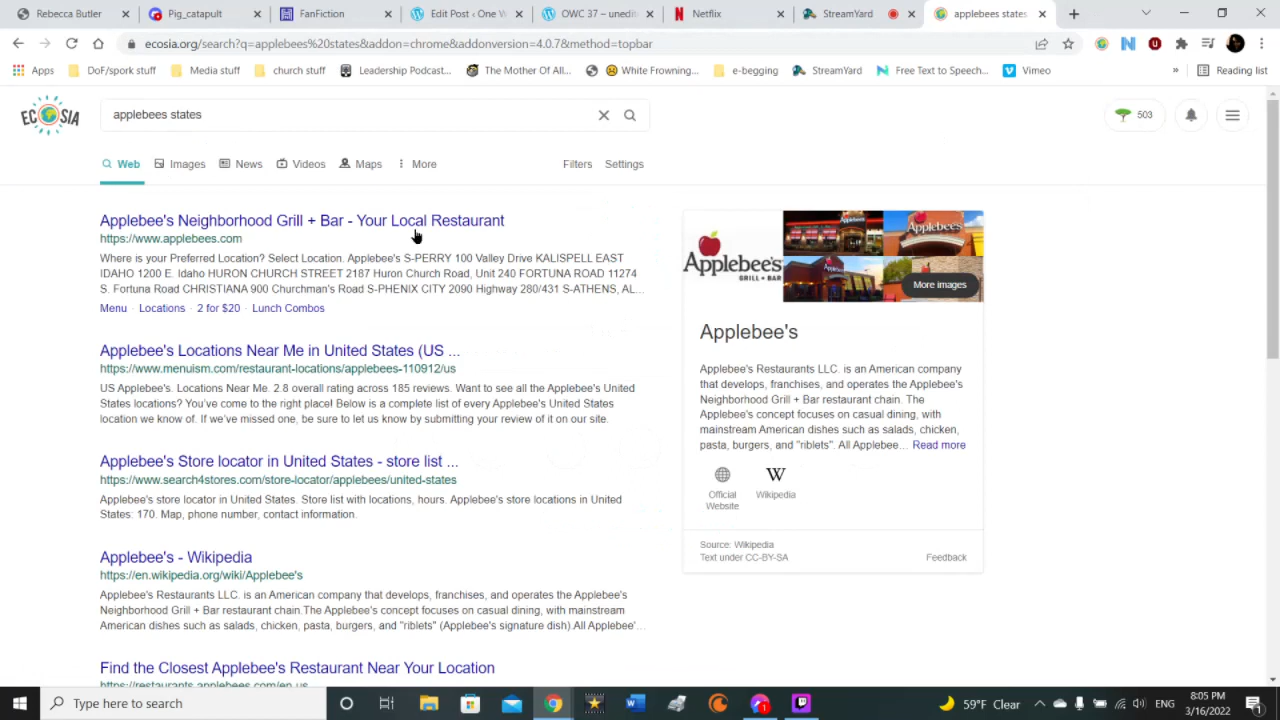 Rebecca Butler
Pig_catapult
FanFiction
Edit Post ‹ One V
OWC 37 – unedit
Netflix
StreamYard
applebees states
ecosia.org/search?q=applebees%20states&addon=chrome&addonversion=4.0.7&method=topbar
Apps
DoF/spork stuff
Media stuff
church stuff
Leadership Podcast...
The Mother Of All...
White Frowning...
e-begging
StreamYard
Free Text to Speech...
Vimeo
»
Reading list
ECOSIA
applebees states
503
Web
Images
News
Videos
Maps
More
Filters
Settings
Applebee's Neighborhood Grill + Bar - Your Local Restaurant
https://www.applebees.com
Where is your Preferred Location? Select Location. Applebee's S-PERRY 100 Valley Drive KALISPELL EAST
IDAHO 1200 E. Idaho HURON CHURCH STREET 2187 Huron Church Road, Unit 240 FORTUNA ROAD 11274
S. Fortuna Road CHRISTIANA 900 Churchman's Road S-PHENIX CITY 2090 Highway 280/431 S-ATHENS, AL...
Menu · Locations · 2 for $20 · Lunch Combos
Applebee's Locations Near Me in United States (US ...
https://www.menuism.com/restaurant-locations/applebees-110912/us
US Applebee's. Locations Near Me. 2.8 overall rating across 185 reviews. Want to see all the Applebee's United
States locations? You've come to the right place! Below is a complete list of every Applebee's United States
location we know of. If we've missed one, be sure to let us know by submitting your review of it on our site.
Applebee's Store locator in United States - store list ...
https://www.search4stores.com/store-locator/applebees/united-states
Applebee's store locator in United States. Store list with locations, hours. Applebee's store locations in United
States: 170. Map, phone number, contact information.
Applebee's - Wikipedia
https://en.wikipedia.org/wiki/Applebee's
Applebee's Restaurants LLC. is an American company that develops, franchises, and operates the Applebee's
Neighborhood Grill + Bar restaurant chain.The Applebee's concept focuses on casual dining, with mainstream
American dishes such as salads, chicken, pasta, burgers, and "riblets" (Applebee's signature dish).All Applebee'...
Find the Closest Applebee's Restaurant Near Your Location
https://restaurants.applebees.com/en-us
Applebee's
GRILL + BAR
Applebee's
More images
Applebee's
Applebee's Restaurants LLC. is an American company
that develops, franchises, and operates the Applebee's
Neighborhood Grill + Bar restaurant chain. The
Applebee's concept focuses on casual dining, with
mainstream American dishes such as salads, chicken,
pasta, burgers, and "riblets". All Applebee... Read more
Official
Website
Wikipedia
Source: Wikipedia
Text under CC-BY-SA
Feedback
Type here to search
59°F Clear
ENG
8:05 PM
3/16/2022